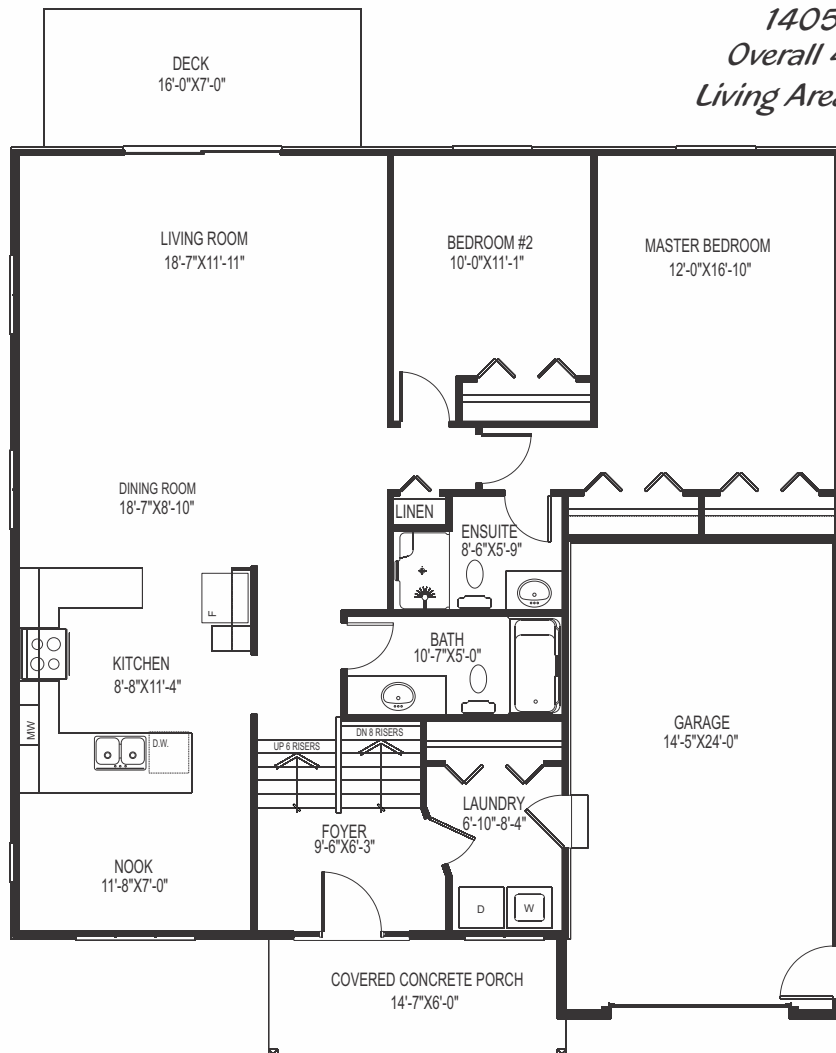 1405
Overall 4
Living Area
DECK
16'-0"X7'-0"
LIVING ROOM
18'-7"X11'-11"
BEDROOM #2
10'-0"X11'-1"
MASTER BEDROOM
12'-0"X16'-10"
DINING ROOM
18'-7"X8'-10"
LINEN
ENSUITE
8'-6"X5'-9"
F
BATH
10'-7"X5'-0"
KITCHEN
8'-8"X11'-4"
MW
D.W.
UP 6 RISERS
DN 8 RISERS
GARAGE
14'-5"X24'-0"
LAUNDRY
6'-10"-8'-4"
FOYER
9'-6"X6'-3"
NOOK
11'-8"X7'-0"
D
W
COVERED CONCRETE PORCH
14'-7"X6'-0"